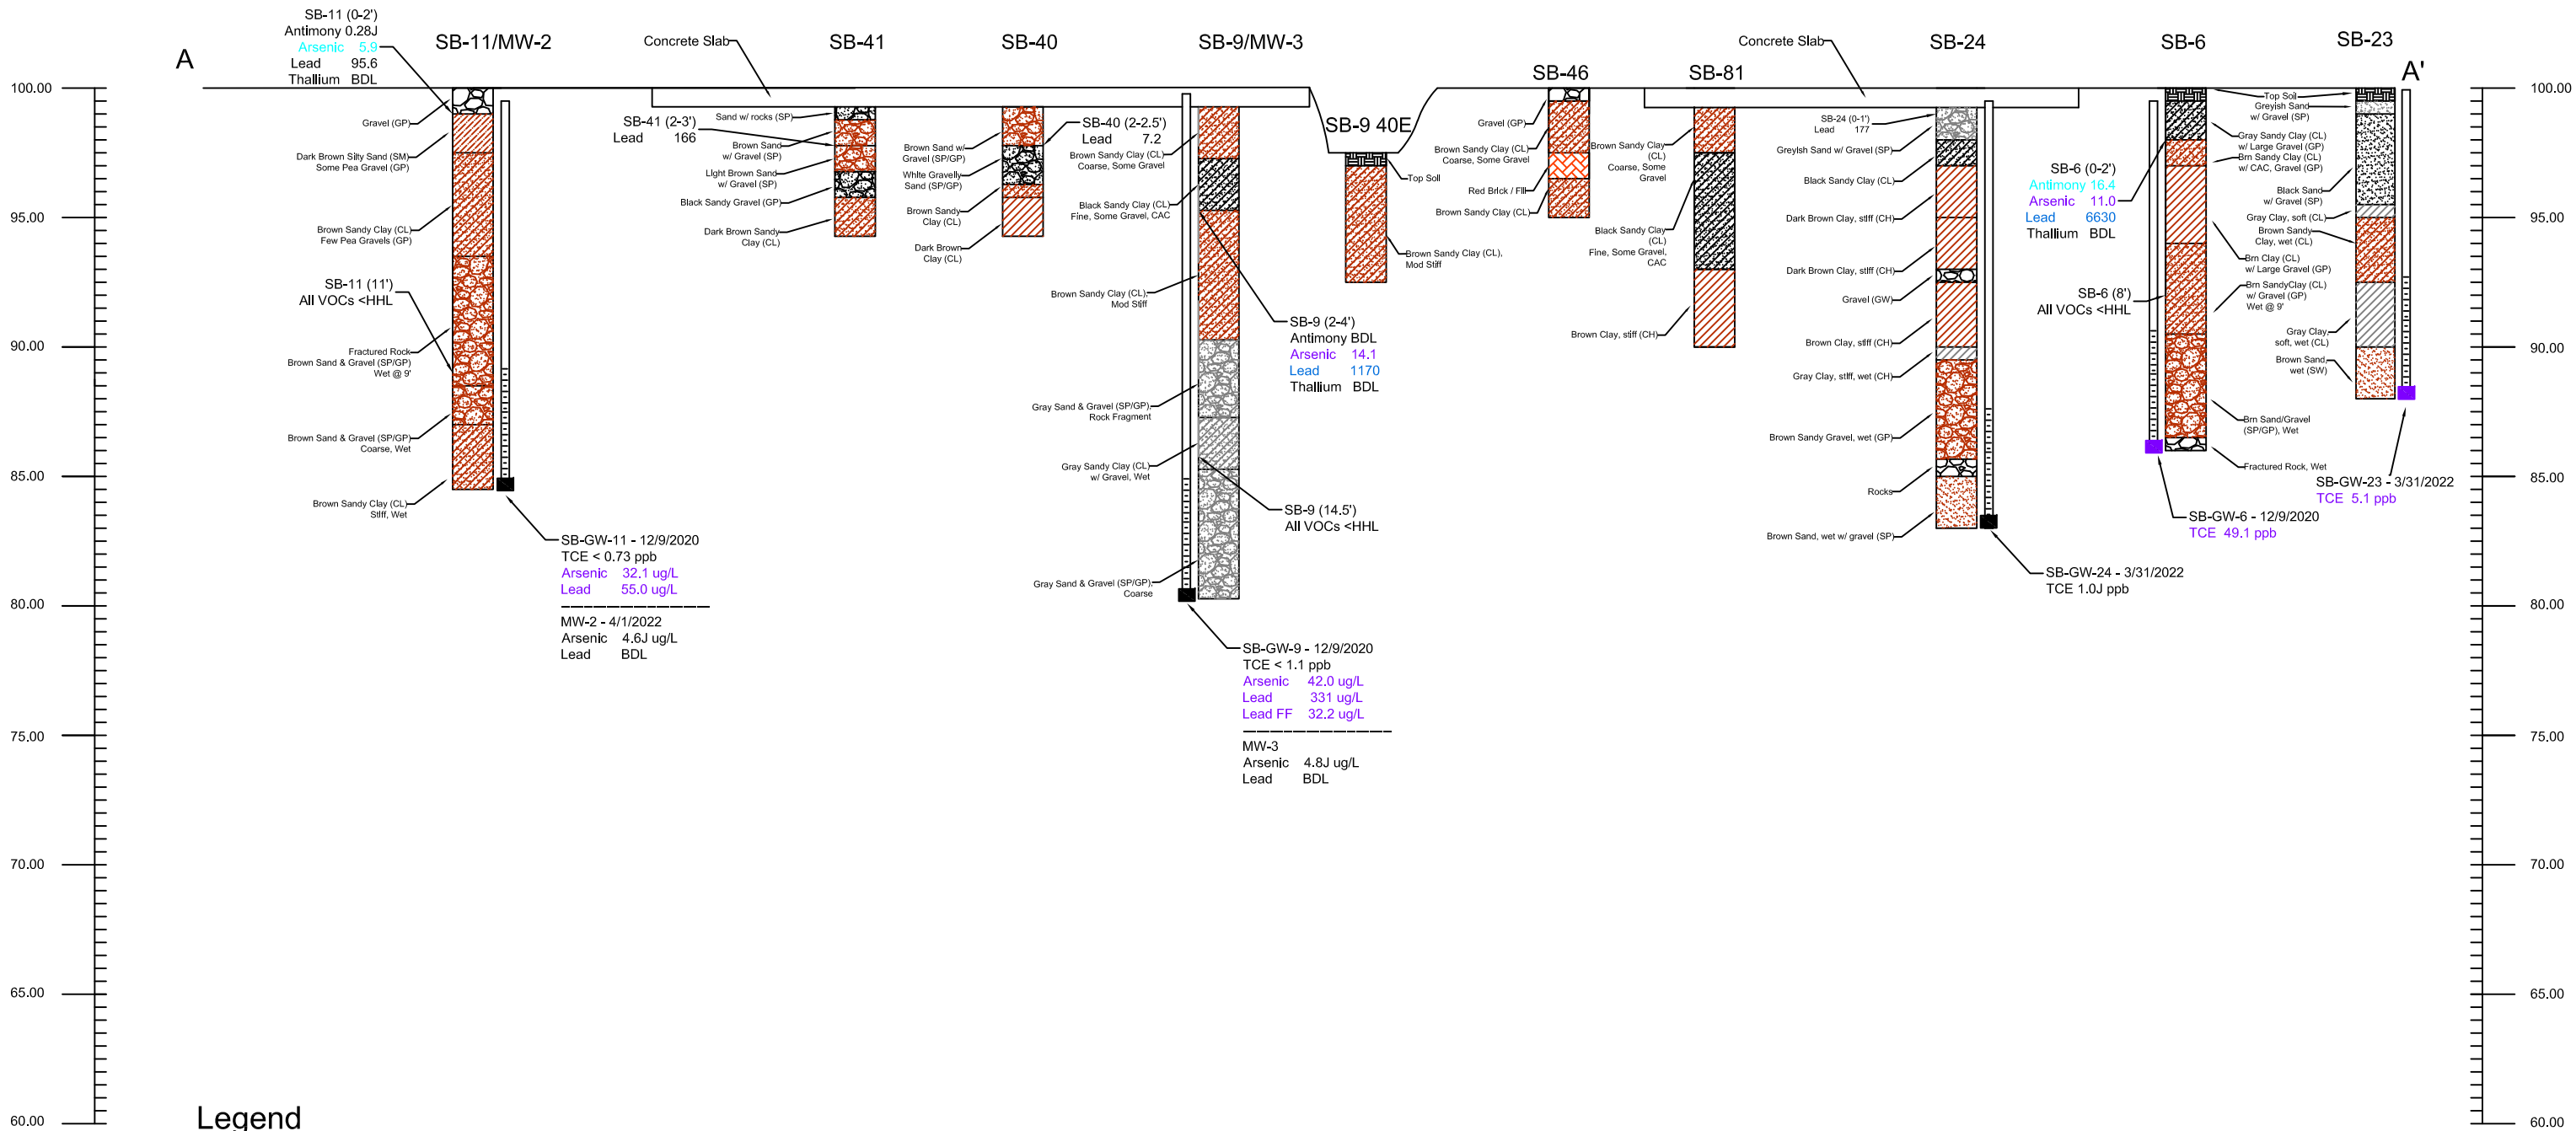 A
A'
SB-11/MW-2
SB-41
SB-40
SB-9/MW-3
SB-9 40E
SB-46
SB-81
SB-24
SB-6
SB-23
100.00
95.00
90.00
85.00
80.00
75.00
70.00
65.00
60.00
SB-11 (0-2')
Antimony 0.28J
Arsenic 5.9
Lead 95.6
Thallium BDL
Gravel (GP)
Dark Brown Silty Sand (SM)
Some Pea Gravel (GP)
Brown Sandy Clay (CL)
Few Pea Gravels (GP)
SB-11 (11')
All VOCs <HHL
Fractured Rock
Brown Sand & Gravel (SP/GP)
Wet @ 9'
Brown Sand & Gravel (SP/GP)
Coarse, Wet
Brown Sandy Clay (CL)
Stiff, Wet
SB-GW-11 - 12/9/2020
TCE < 0.73 ppb
Arsenic 32.1 ug/L
Lead 55.0 ug/L
MW-2 - 4/1/2022
Arsenic 4.6J ug/L
Lead BDL
Concrete Slab
SB-41 (2-3')
Lead 166
Sand w/ rocks (SP)
Brown Sand
w/ Gravel (SP)
Light Brown Sand
w/ Gravel (SP)
Black Sandy Gravel (GP)
Dark Brown Sandy
Clay (CL)
Brown Sand w/
Gravel (SP/GP)
White Gravelly
Sand (SP/GP)
Brown Sandy
Clay (CL)
Dark Brown
Clay (CL)
SB-40 (2-2.5')
Lead 7.2
Brown Sandy Clay (CL)
Coarse, Some Gravel
Black Sandy Clay (CL)
Fine, Some Gravel, CAC
Brown Sandy Clay (CL),
Mod Stiff
Gray Sand & Gravel (SP/GP),
Rock Fragment
Gray Sandy Clay (CL)
w/ Gravel, Wet
Gray Sand & Gravel (SP/GP),
Coarse
SB-9 (2-4')
Antimony BDL
Arsenic 14.1
Lead 1170
Thallium BDL
SB-9 (14.5')
All VOCs <HHL
SB-GW-9 - 12/9/2020
TCE < 1.1 ppb
Arsenic 42.0 ug/L
Lead 331 ug/L
Lead FF 32.2 ug/L
MW-3
Arsenic 4.8J ug/L
Lead BDL
Top Soil
Brown Sandy Clay (CL),
Mod Stiff
Gravel (GP)
Brown Sandy Clay (CL)
Coarse, Some Gravel
Red Brick / Fill
Brown Sandy Clay (CL)
Brown Sandy Clay
(CL)
Coarse, Some
Gravel
Black Sandy Clay
(CL)
Fine, Some Gravel,
CAC
Brown Clay, stiff (CH)
Concrete Slab
SB-24 (0-1')
Lead 177
Greyish Sand w/ Gravel (SP)
Black Sandy Clay (CL)
Dark Brown Clay, stiff (CH)
Dark Brown Clay, stiff (CH)
Gravel (GW)
Brown Clay, stiff (CH)
Gray Clay, stiff, wet (CH)
Brown Sandy Gravel, wet (GP)
Rocks
Brown Sand, wet w/ gravel (SP)
SB-GW-24 - 3/31/2022
TCE 1.0J ppb
SB-6 (0-2')
Antimony 16.4
Arsenic 11.0
Lead 6630
Thallium BDL
SB-6 (8')
All VOCs <HHL
Top Soil
Greyish Sand
w/ Gravel (SP)
Gray Sandy Clay (CL)
w/ Large Gravel (GP)
Brn Sandy Clay (CL)
w/ CAC, Gravel (GP)
Black Sand
w/ Gravel (SP)
Gray Clay, soft (CL)
Brown Sandy
Clay, wet (CL)
Brn Clay (CL)
w/ Large Gravel (GP)
Brn SandyClay (CL)
w/ Gravel (GP)
Wet @ 9'
Gray Clay,
soft, wet (CL)
Brown Sand,
wet (SW)
Brn Sand/Gravel
(SP/GP), Wet
Fractured Rock, Wet
SB-GW-23 - 3/31/2022
TCE 5.1 ppb
SB-GW-6 - 12/9/2020
TCE 49.1 ppb
100.00
95.00
90.00
85.00
80.00
75.00
70.00
65.00
60.00
Legend